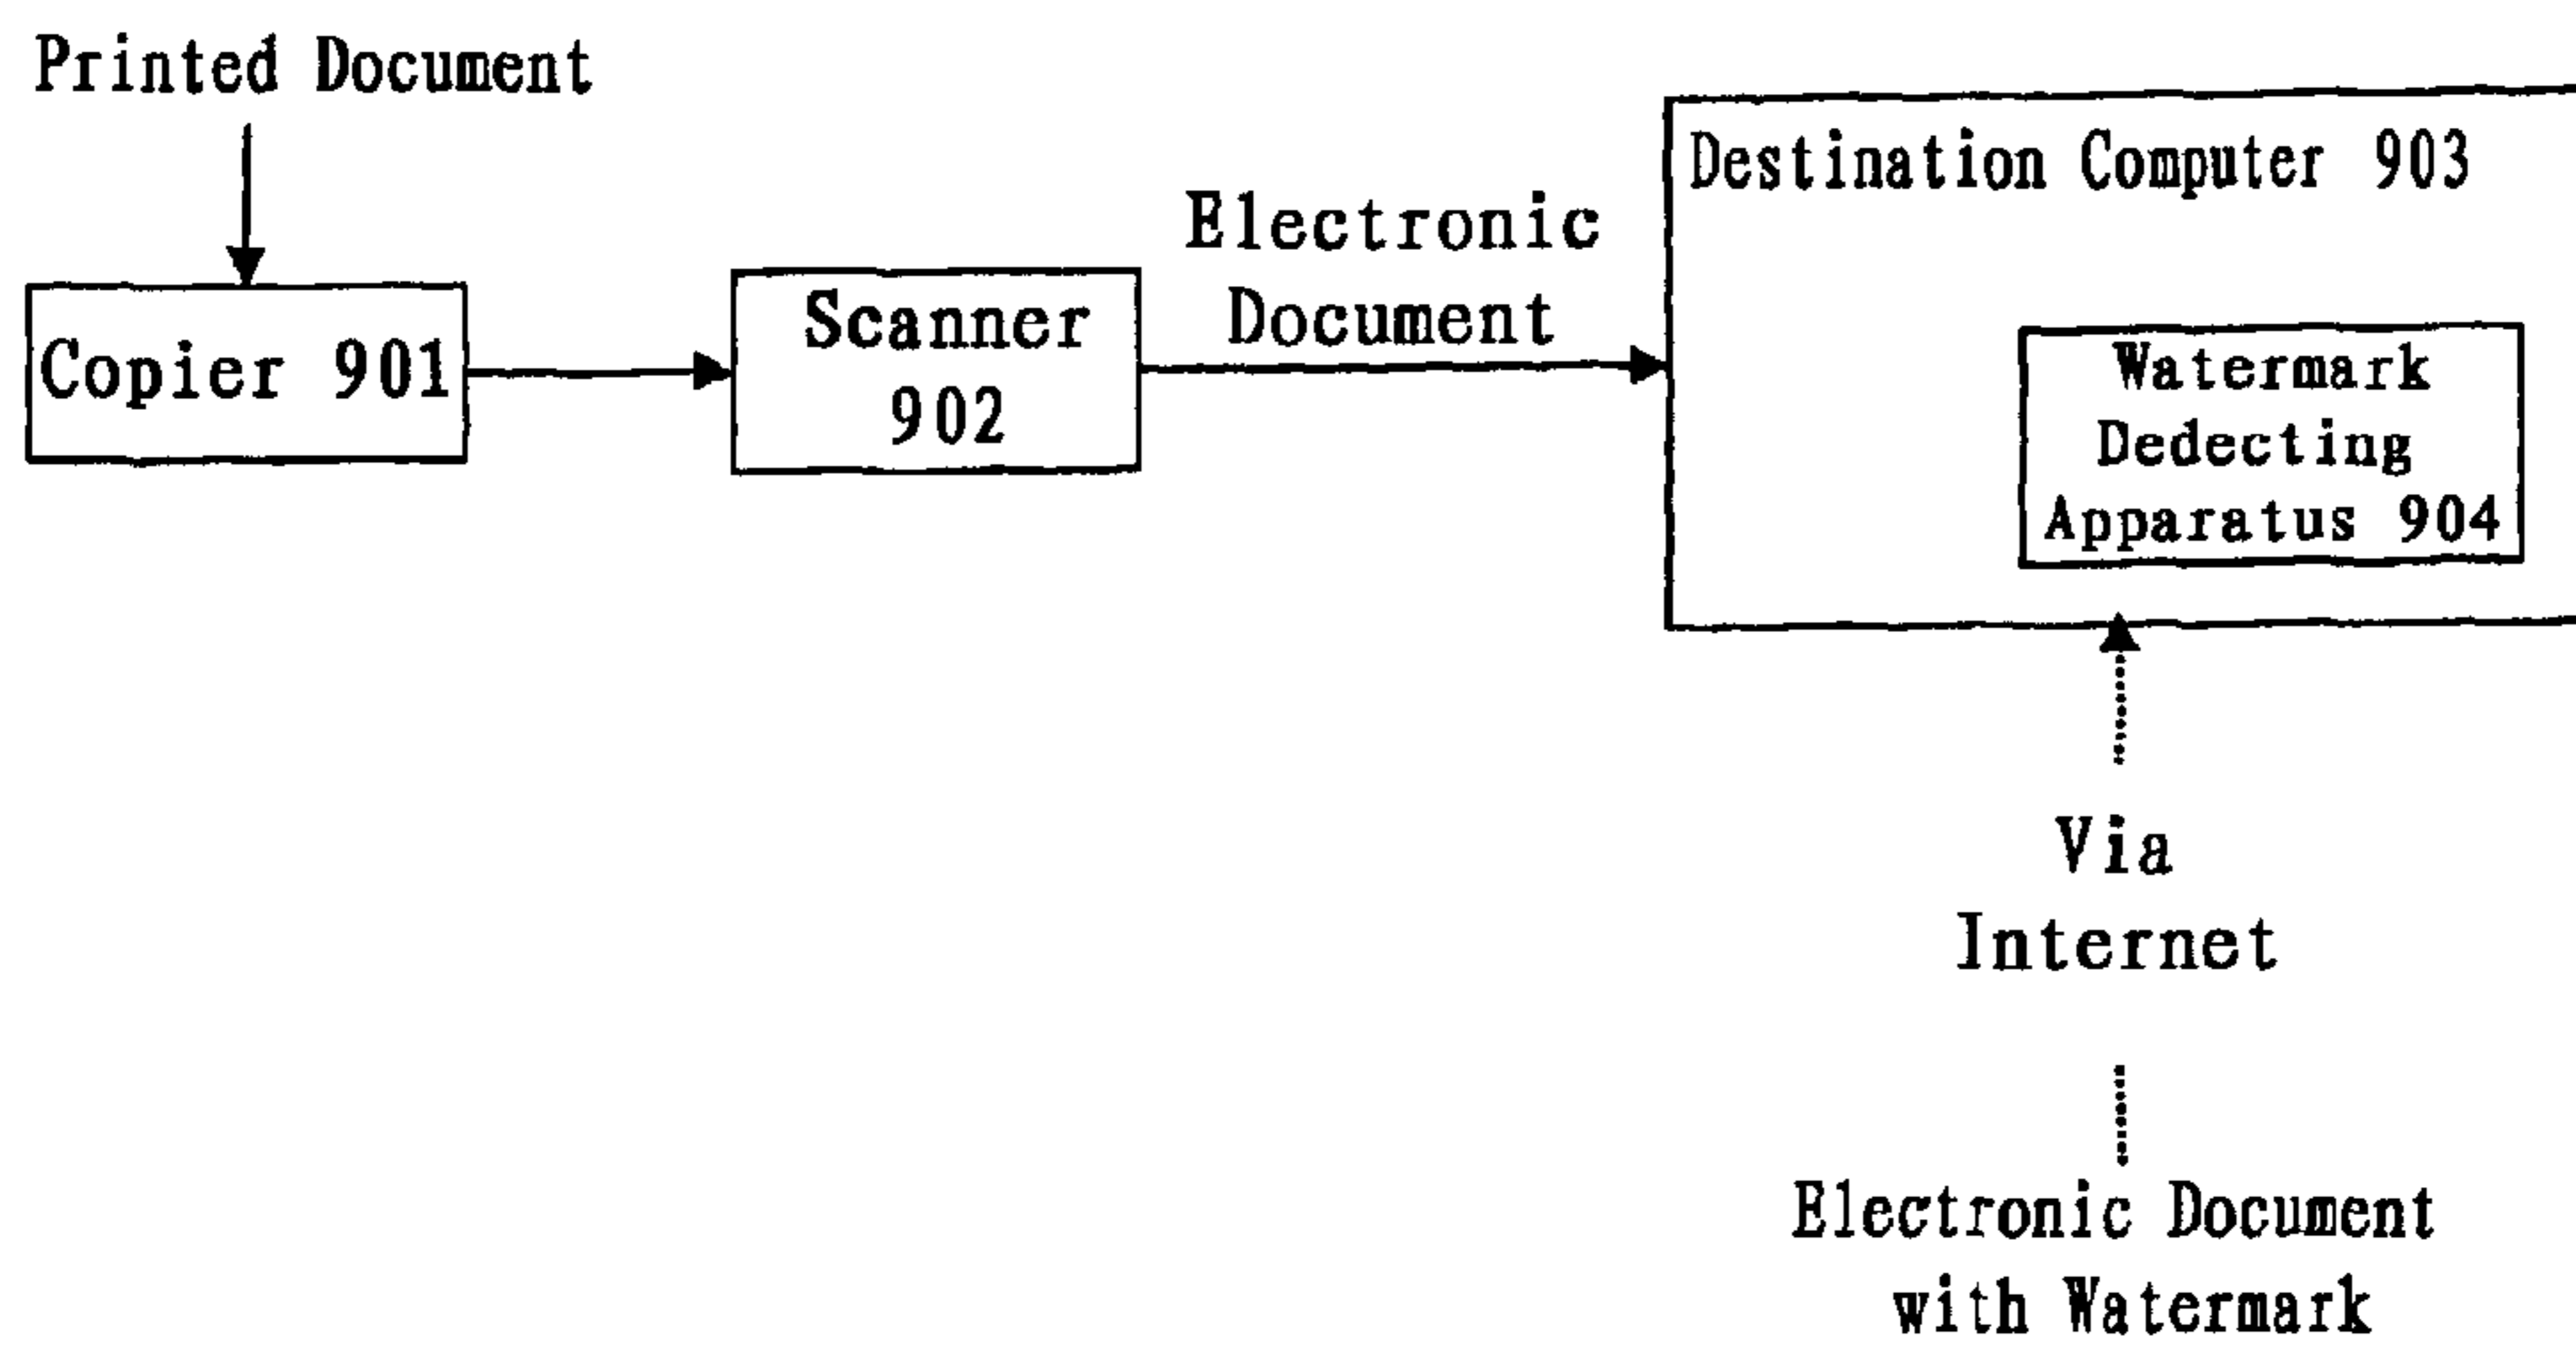 Printed Document
Copier 901
Scanner
902
Electronic
Document
Destination Computer 903
Watermark
Dedecting
Apparatus 904
Via
Internet
Electronic Document
with Watermark